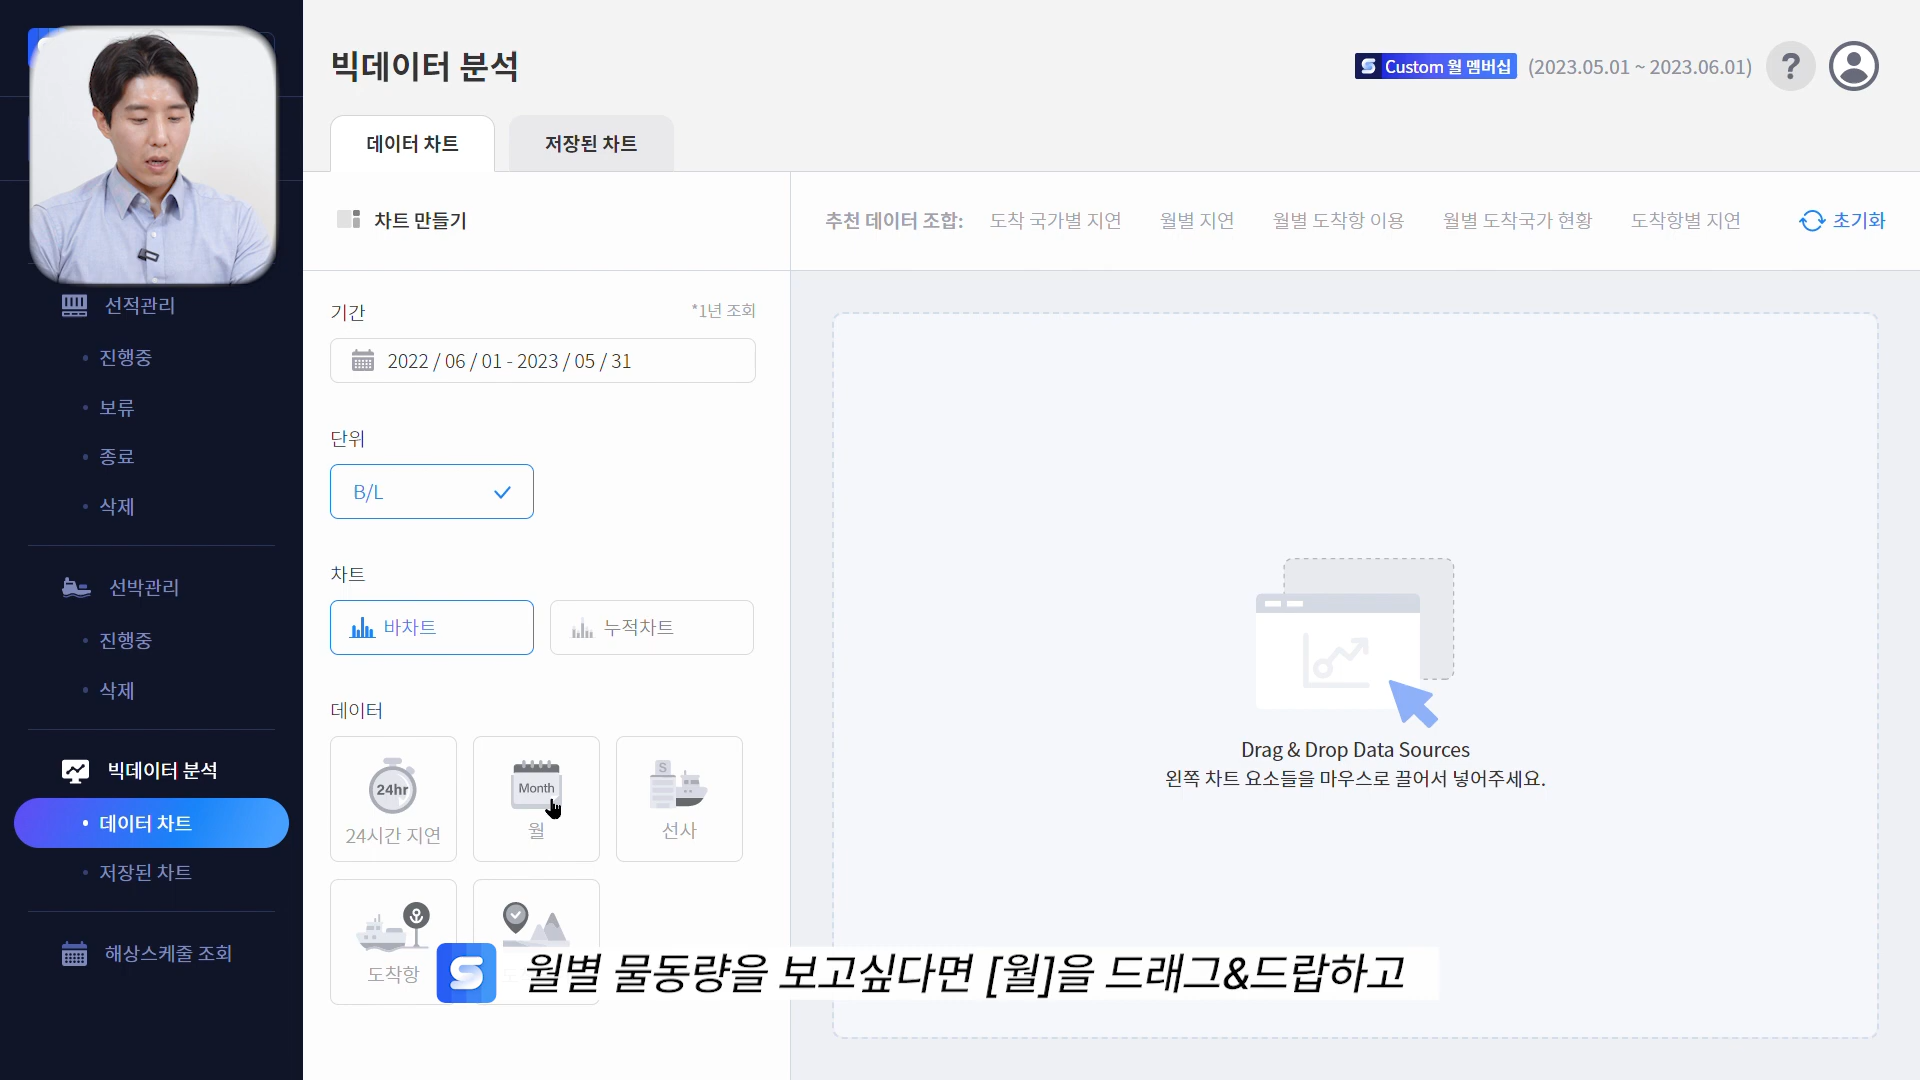 빅데이터 분석
Custom 월 멤버십 (2023.05.01 ~ 2023.06.01) ?
데이터 차트
저장된 차트
차트 만들기
추천 데이터 조합: 도착 국가별 지연 월별 지연 월별 도착항 이용 월별 도착국가 현황 도착항별 지연 초기화
선적관리
진행중
보류
종료
삭제
선박관리
진행중
삭제
빅데이터 분석
데이터 차트
저장된 차트
해상스케줄 조회
기간 *1년 조회
2022 / 06 / 01 - 2023 / 05 / 31
단위
B/L
차트
바차트
누적차트
데이터
24hr
24시간 지연
Month
월
S
선사
도착항
Drag & Drop Data Sources
왼쪽 차트 요소들을 마우스로 끌어서 넣어주세요.
S 월별 물동량을 보고싶다면 [월]을 드래그&드랍하고